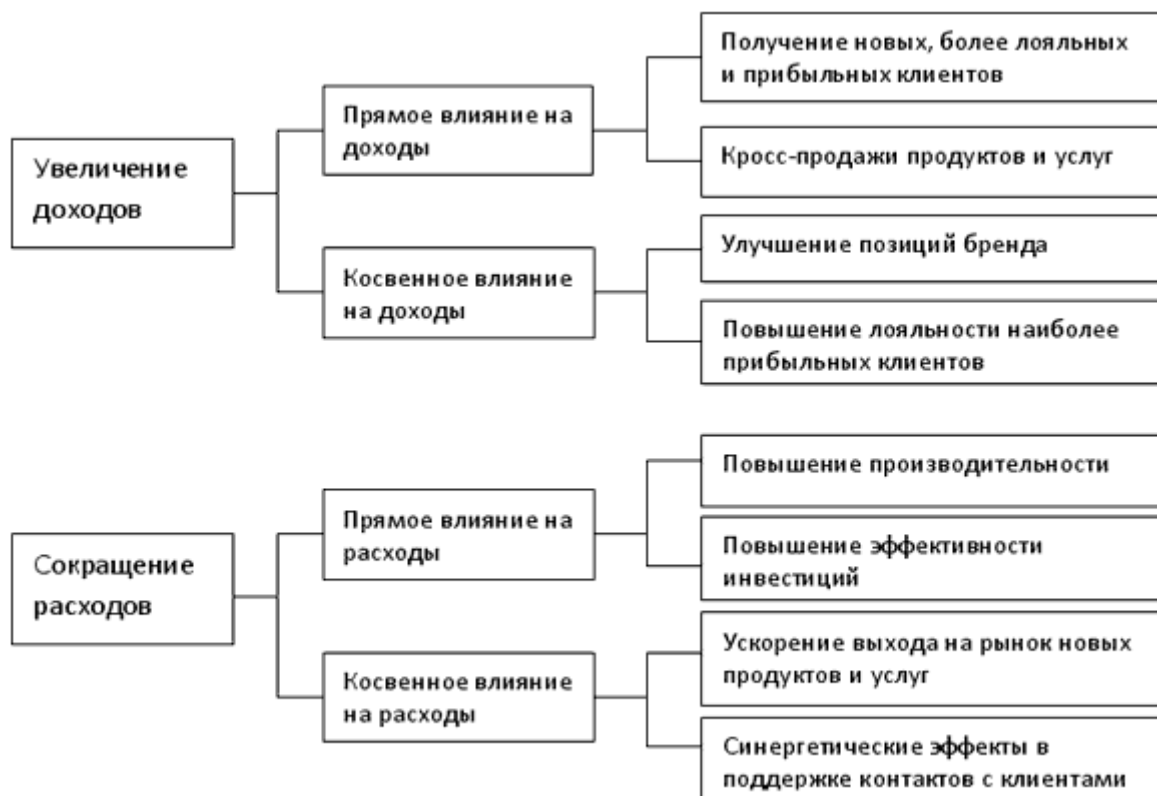 Увеличение
доходов
Прямое влияние на
доходы
Получение новых, более лояльных
и прибыльных клиентов
Кросс-продажи продуктов и услуг
Косвенное влияние
на доходы
Улучшение позиций бренда
Повышение лояльности наиболее
прибыльных клиентов
Сокращение
расходов
Прямое влияние на
расходы
Повышение производительности
Повышение эффективности
инвестиций
Косвенное влияние
на расходы
Ускорение выхода на рынок новых
продуктов и услуг
Синергетические эффекты в
поддержке контактов с клиентами